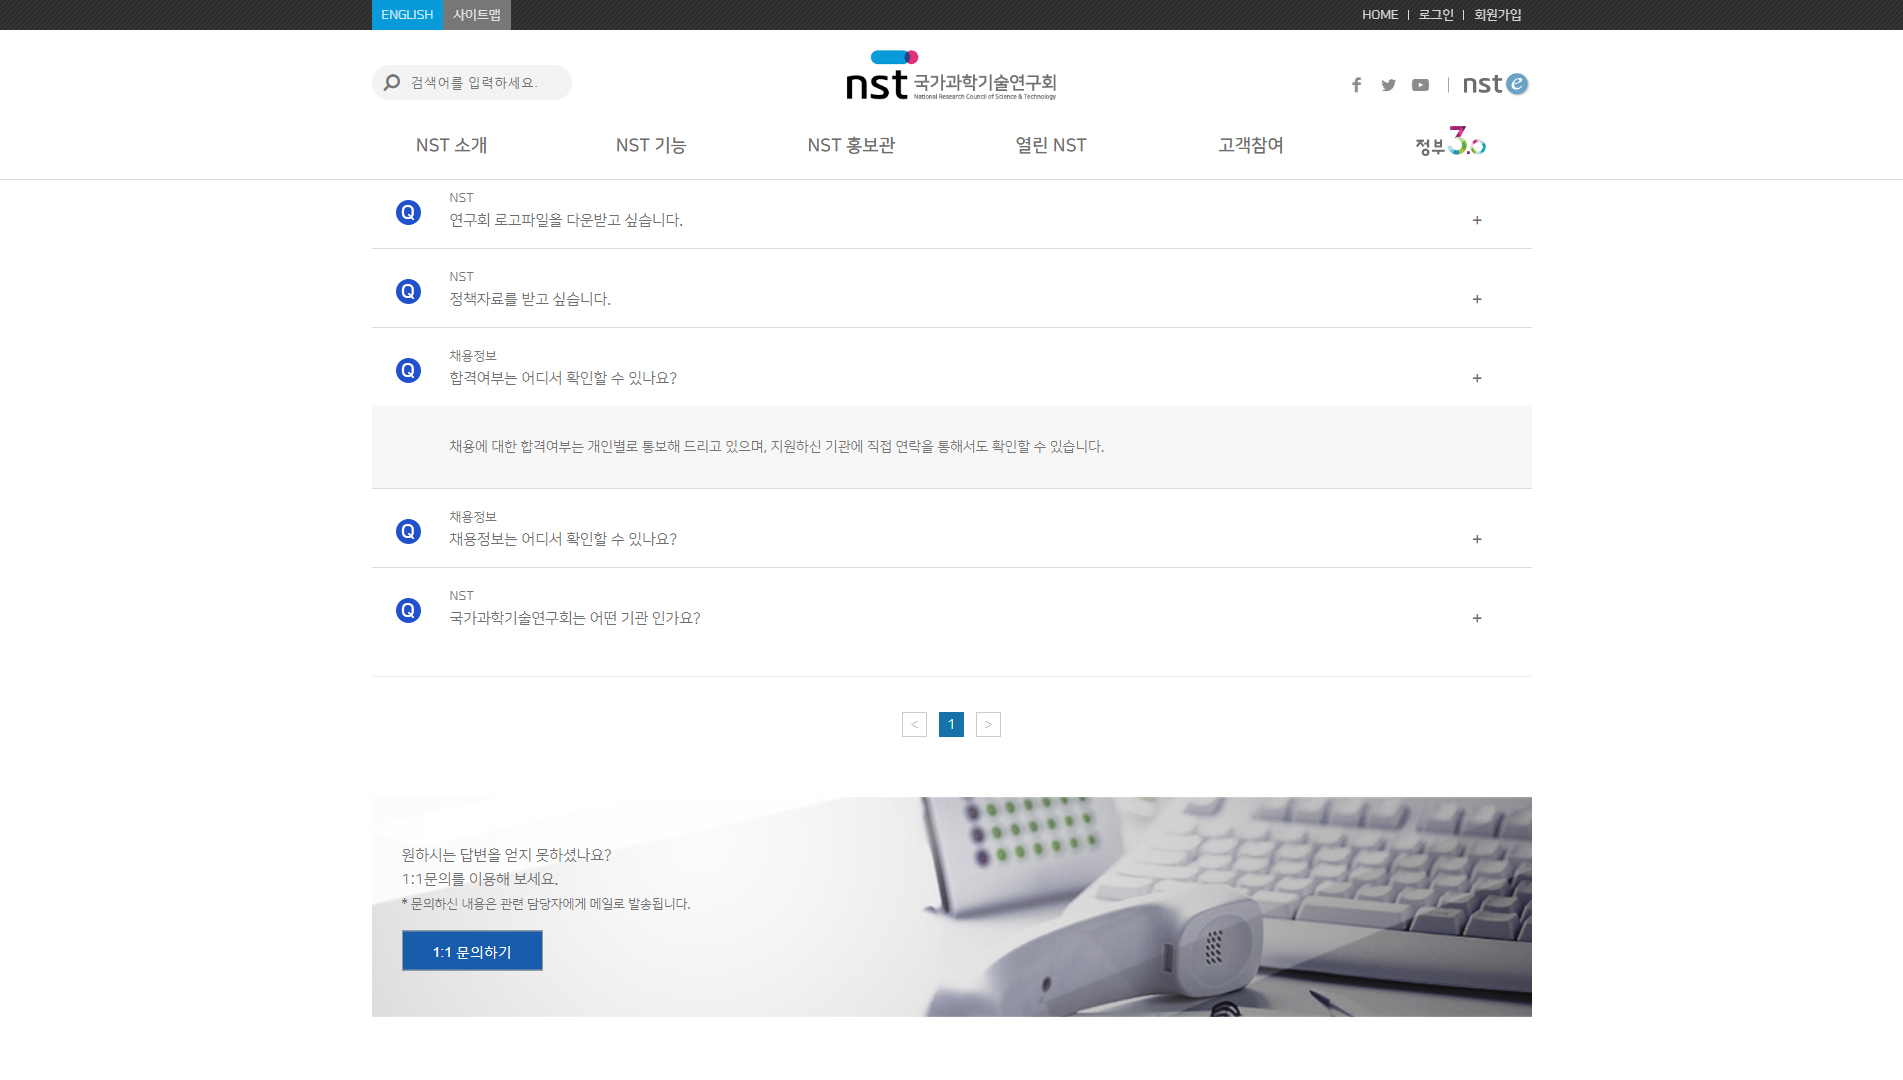 ENGLISH 사이트맵 HOME 로그인 회원가입
검색어를 입력하세요.
nst 국가과학기술연구회
National Research Council of Science & Technology
nst e
NST 소개 NST 기능 NST 홍보관 열린 NST 고객참여 정부3.0
NST
Q 연구회 로고파일을 다운받고 싶습니다. +
NST
Q 정책자료를 받고 싶습니다. +
채용정보
Q 합격여부는 어디서 확인할 수 있나요? +
채용에 대한 합격여부는 개인별로 통보해 드리고 있으며, 지원하신 기관에 직접 연락을 통해서도 확인할 수 있습니다.
채용정보
Q 채용정보는 어디서 확인할 수 있나요? +
NST
Q 국가과학기술연구회는 어떤 기관 인가요? +
< 1 >
원하시는 답변을 얻지 못하셨나요?
1:1문의를 이용해 보세요.
* 문의하신 내용은 관련 담당자에게 메일로 발송됩니다.
1:1 문의하기